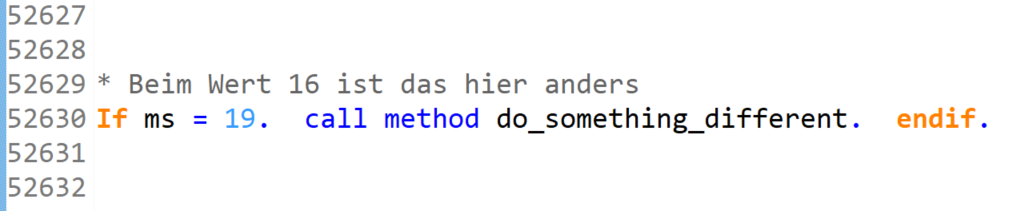 52627
52628
52629 * Beim Wert 16 ist das hier anders
52630 If ms = 19.  call method do_something_different.  endif.
52631
52632